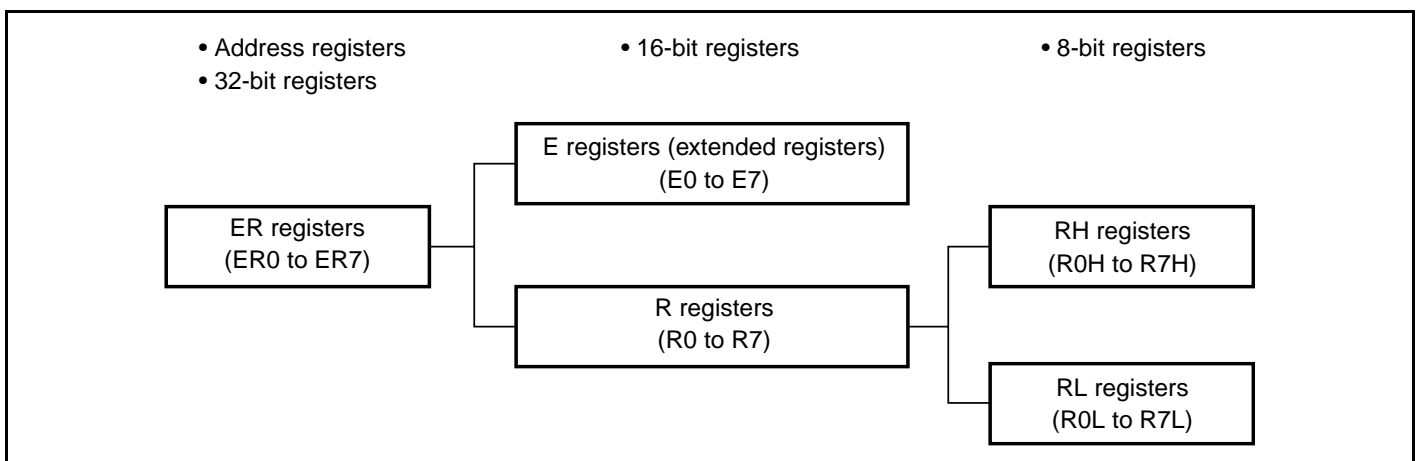 • Address registers
• 32-bit registers
• 16-bit registers
• 8-bit registers
E registers (extended registers)
(E0 to E7)
ER registers
(ER0 to ER7)
RH registers
(R0H to R7H)
R registers
(R0 to R7)
RL registers
(R0L to R7L)